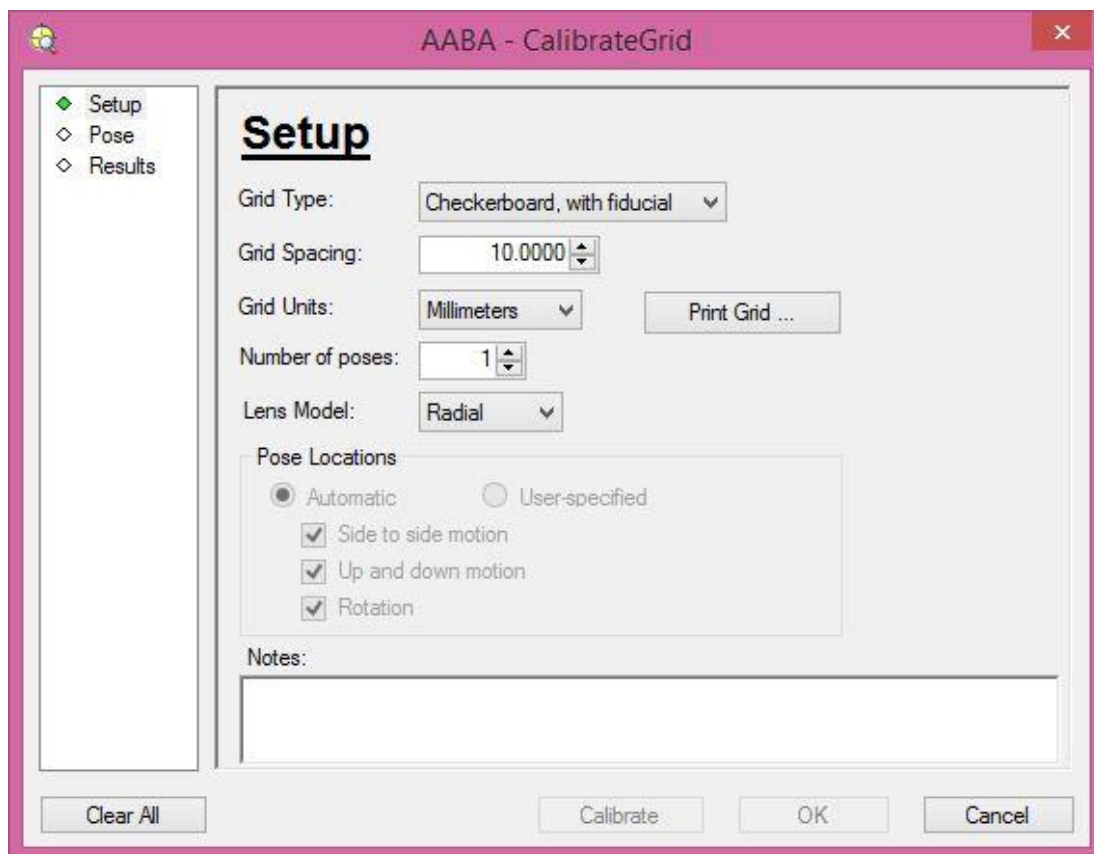 AABA - CalibrateGrid
Setup
Pose
Results
Setup
Grid Type: Checkerboard, with fiducial
Grid Spacing: 10.0000
Grid Units: Millimeters Print Grid ...
Number of poses: 1
Lens Model: Radial
Pose Locations
Automatic User-specified
Side to side motion
Up and down motion
Rotation
Notes:
Clear All Calibrate OK Cancel